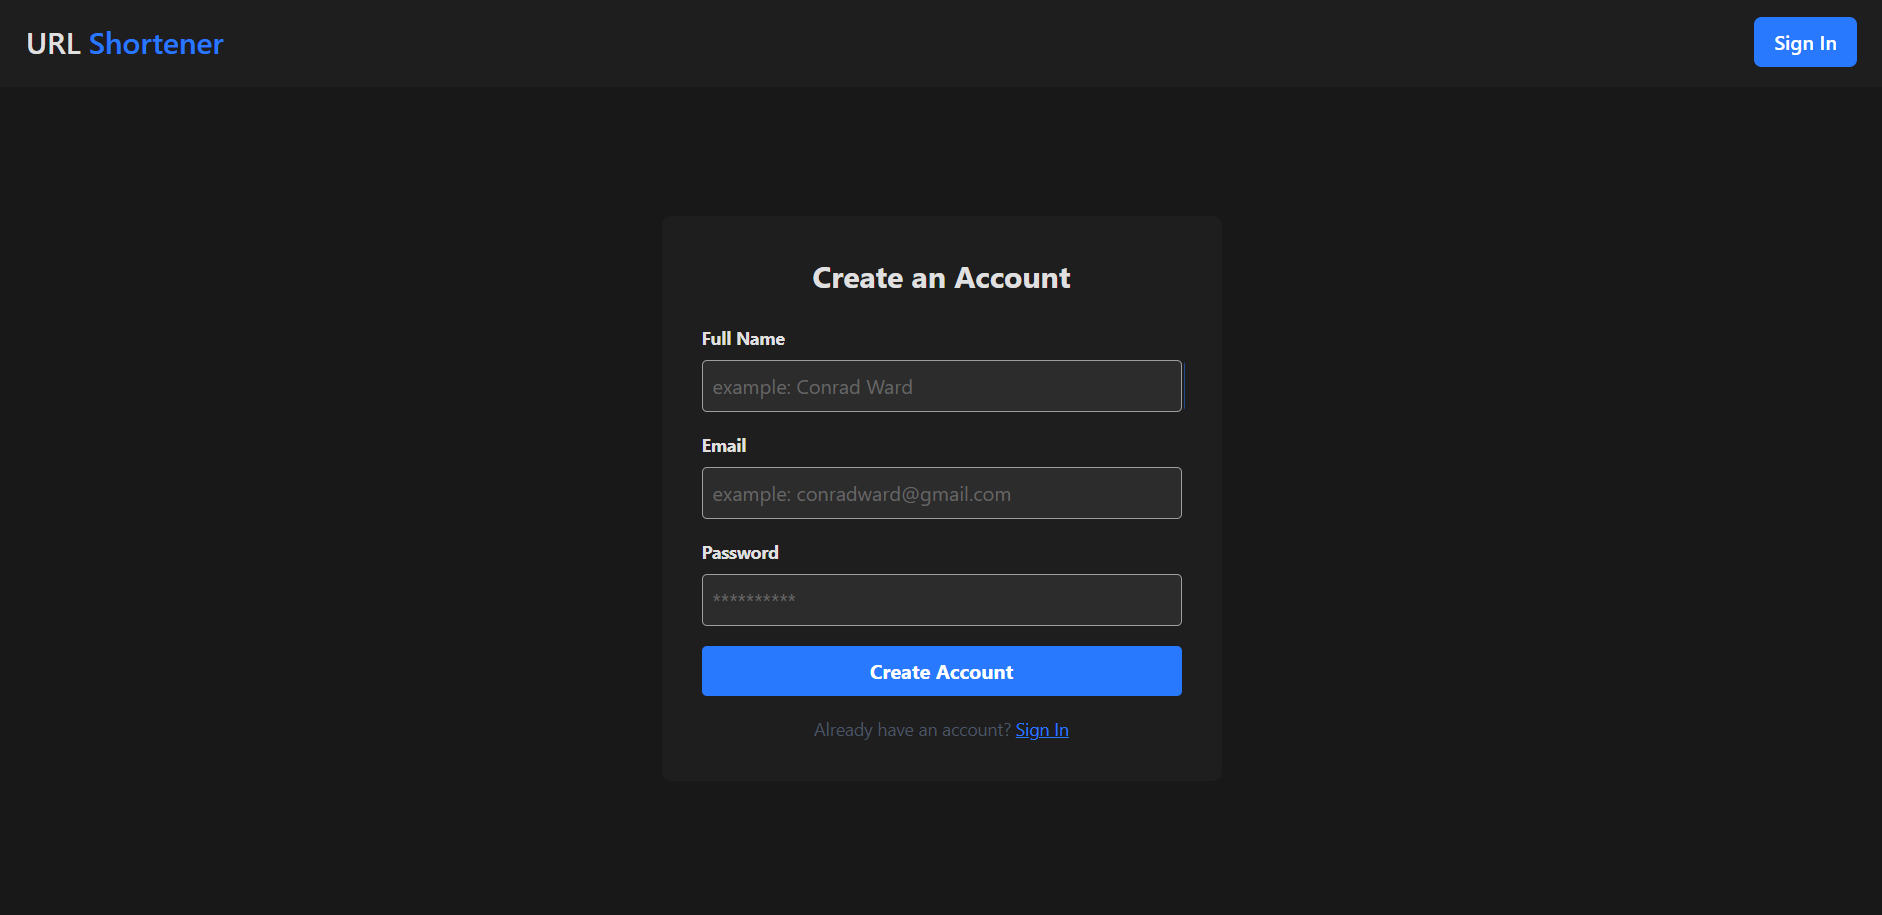 URL Shortener
Sign In
Create an Account
Full Name
example: Conrad Ward
Email
example: conradward@gmail.com
Password
**********
Create Account
Already have an account? Sign In